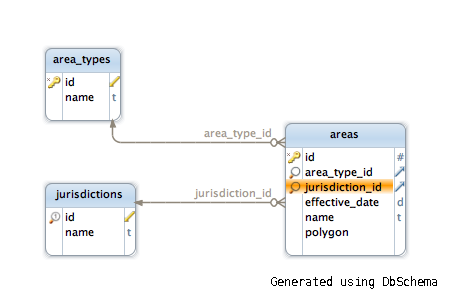 area_types
id
name t
area_type_id
areas
id #
area_type_id
jurisdiction_id
effective_date d
name t
polygon
jurisdiction_id
jurisdictions
id
name t
Generated using DbSchema